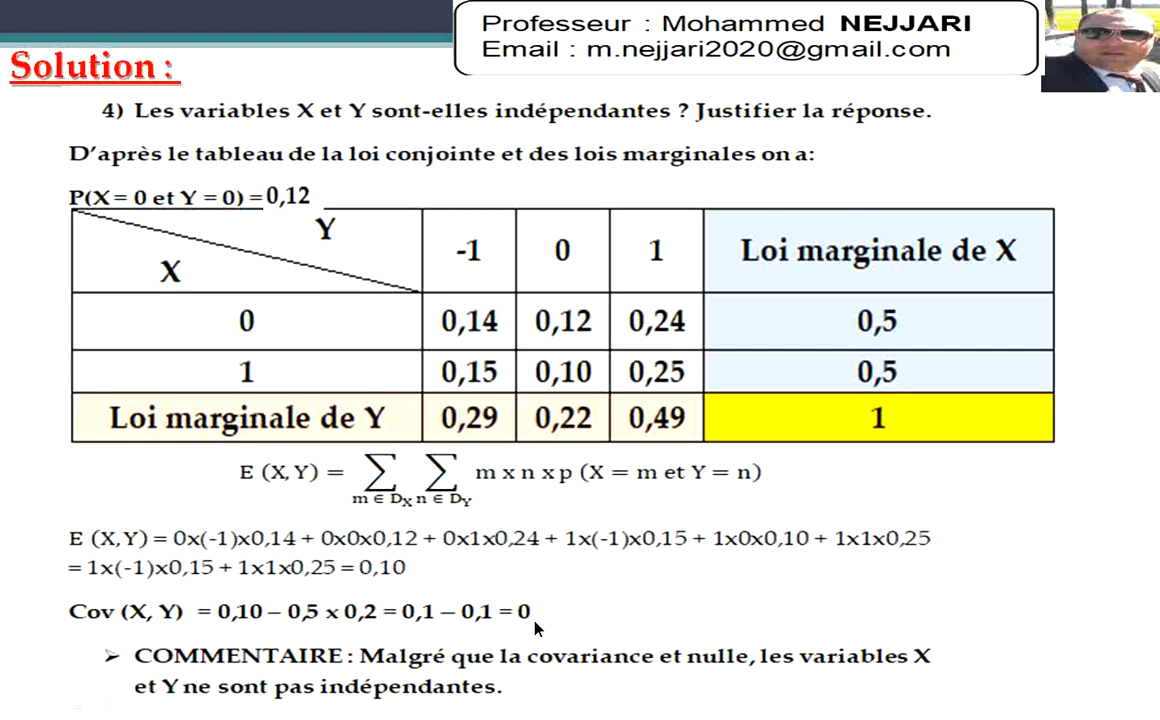 Professeur : Mohammed NEJJARI
Email : m.nejjari2020@gmail.com
Solution :
4) Les variables X et Y sont-elles indépendantes ? Justifier la réponse.
D'après le tableau de la loi conjointe et des lois marginales on a:
P(X = 0 et Y = 0) = 0,12
Y
X
-1 0 1 Loi marginale de X
0 0,14 0,12 0,24 0,5
1 0,15 0,10 0,25 0,5
Loi marginale de Y 0,29 0,22 0,49 1
E (X, Y) = ∑ ∑ m x n x p (X = m et Y = n)
m ∈ DX n ∈ DY
E (X,Y) = 0x(-1)x0,14 + 0x0x0,12 + 0x1x0,24 + 1x(-1)x0,15 + 1x0x0,10 + 1x1x0,25
= 1x(-1)x0,15 + 1x1x0,25 = 0,10
Cov (X, Y) = 0,10 – 0,5 x 0,2 = 0,1 – 0,1 = 0
➢ COMMENTAIRE : Malgré que la covariance et nulle, les variables X
et Y ne sont pas indépendantes.